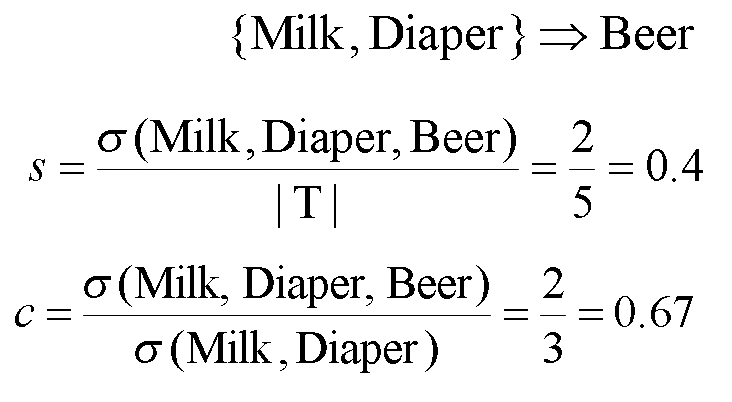 {Milk, Diaper} ⇒ Beer
s = σ(Milk, Diaper, Beer) / |T| = 2/5 = 0.4
c = σ(Milk, Diaper, Beer) / σ(Milk, Diaper) = 2/3 = 0.67